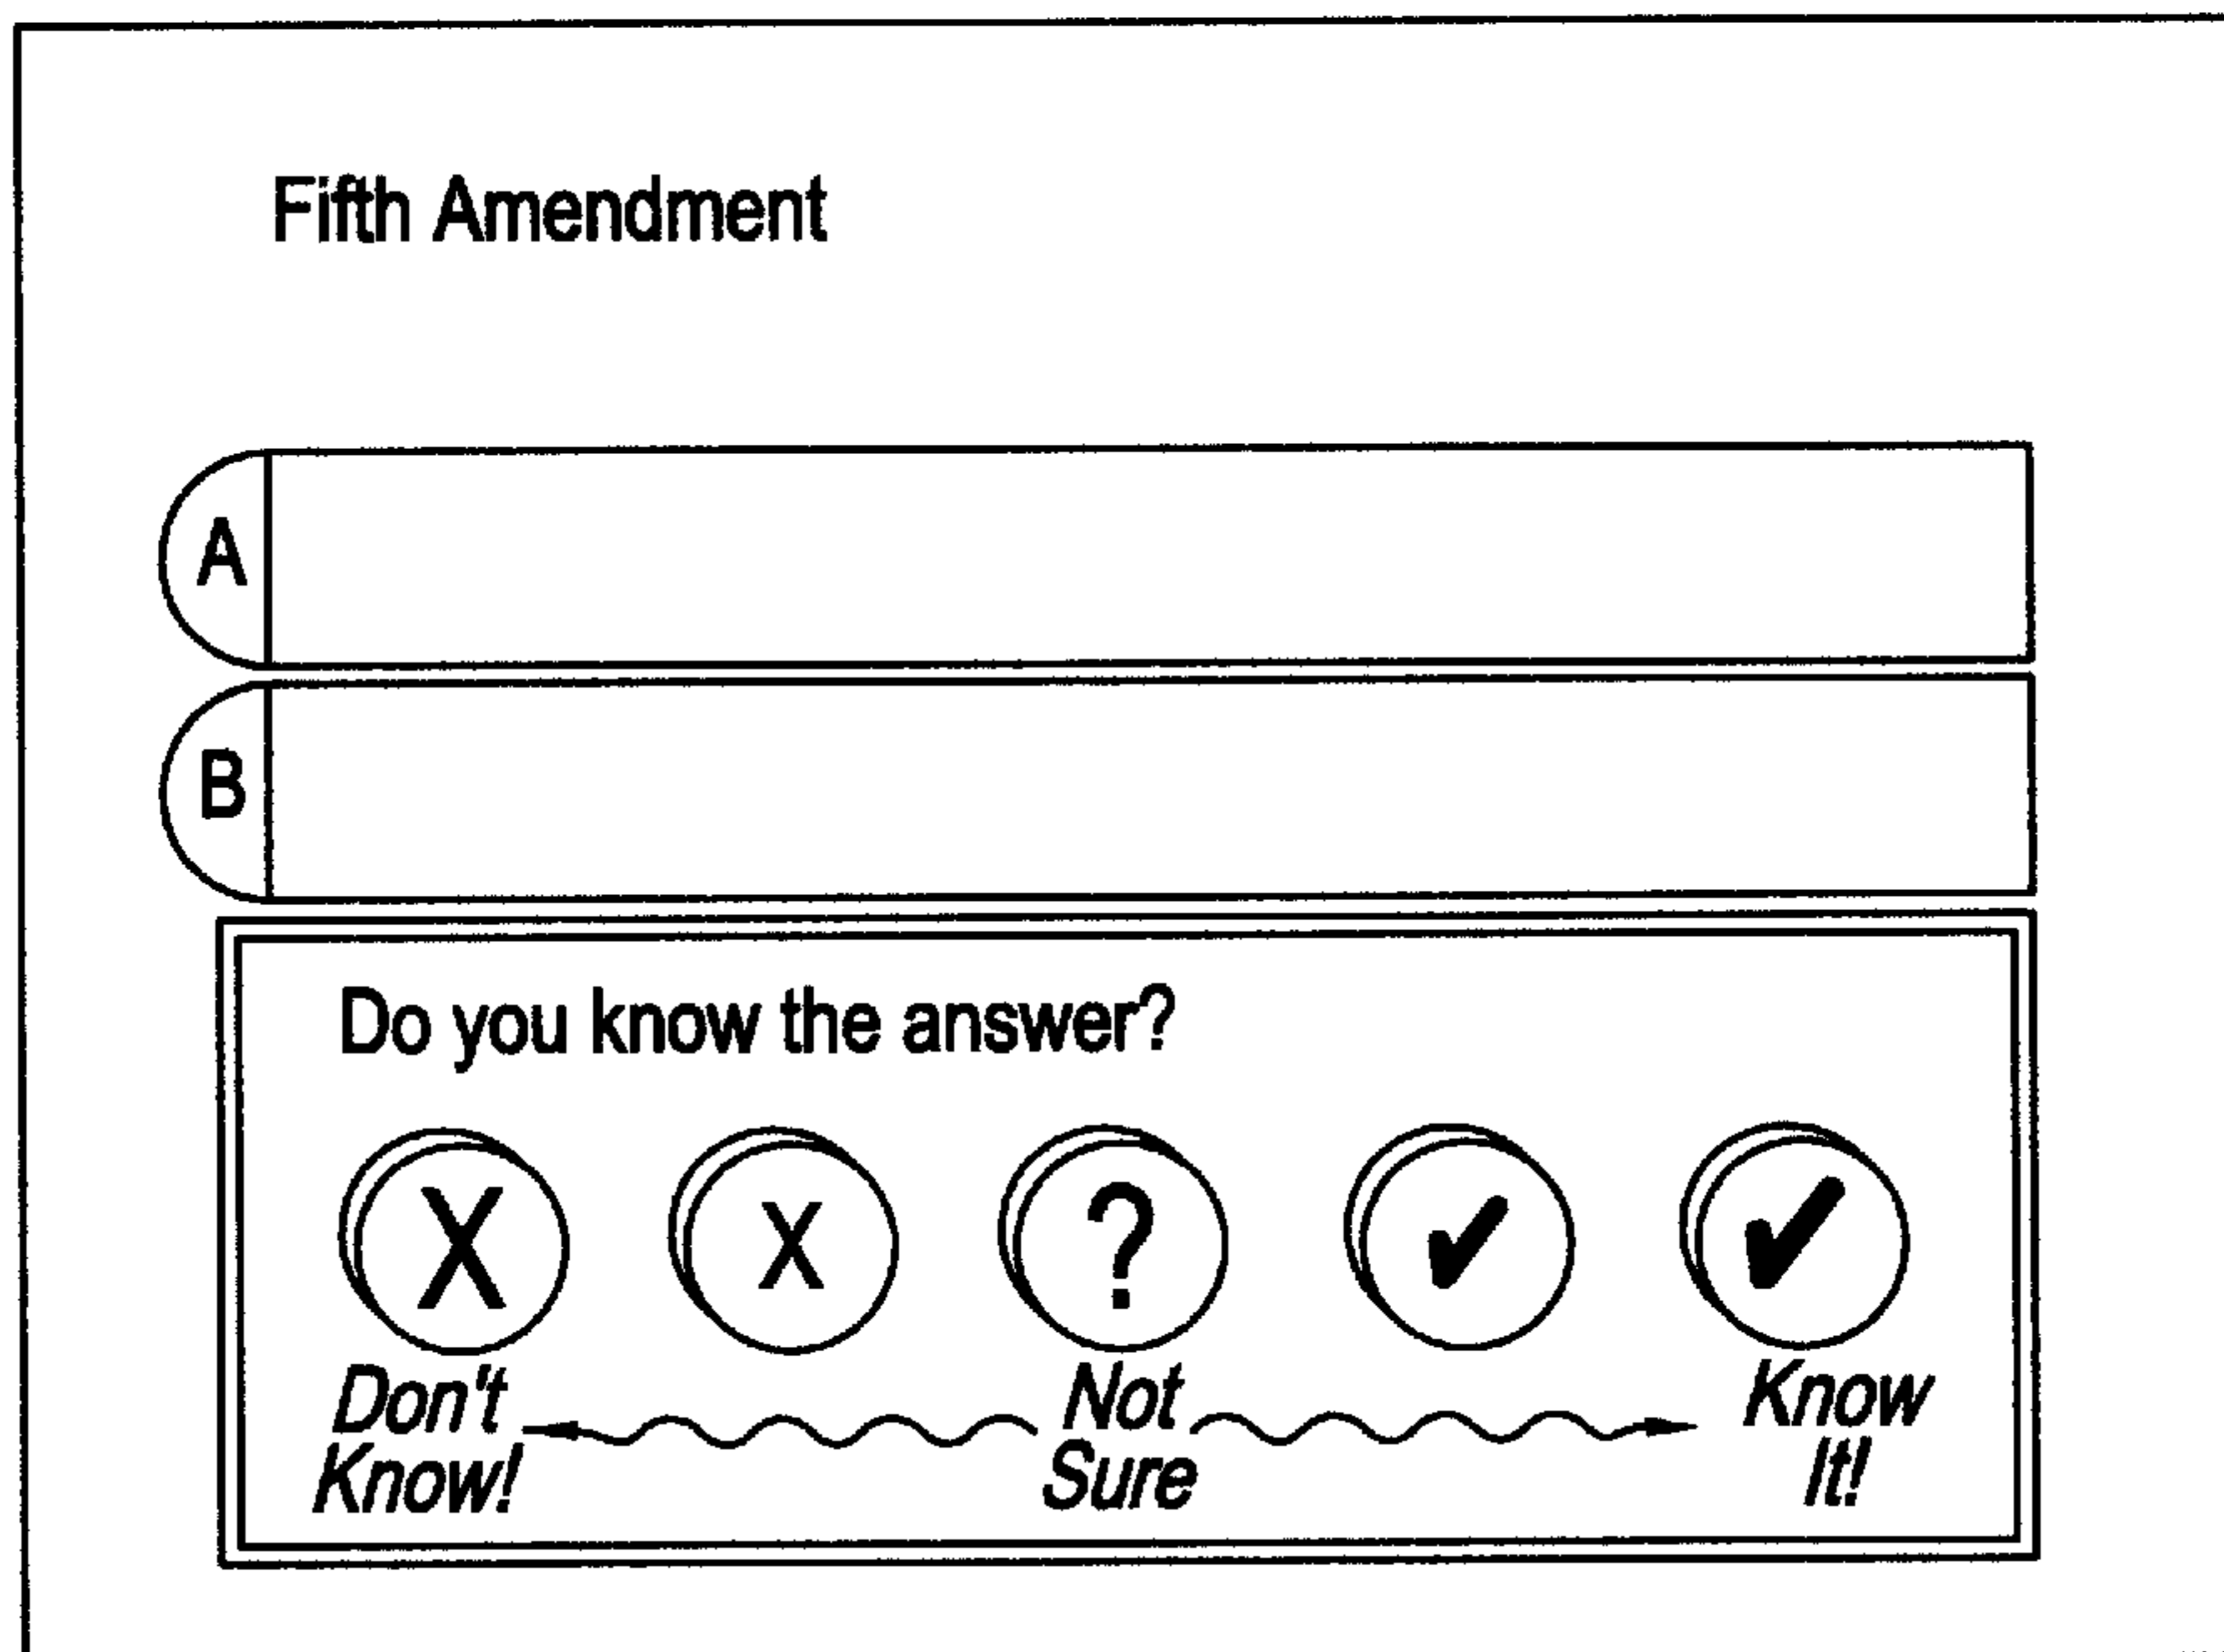 Fifth Amendment
A
B
Do you know the answer?
X X ? ✓ ✓
Don't Know!
Not Sure
Know It!